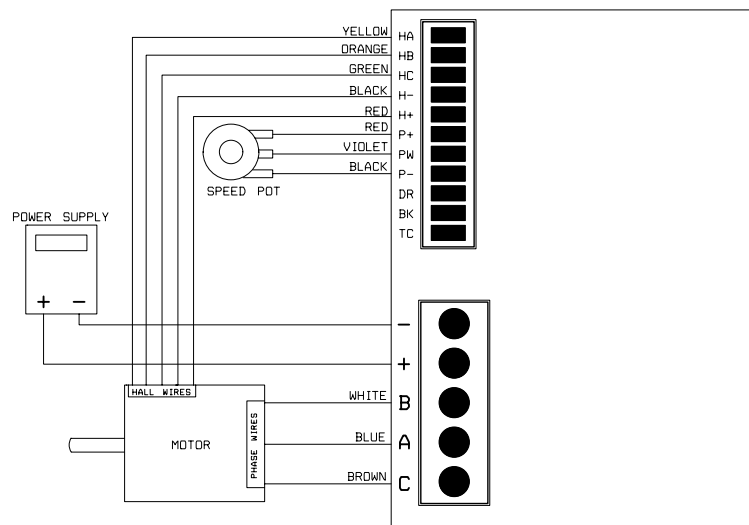 YELLOW HA
ORANGE HB
GREEN HC
BLACK H-
RED H+
RED P+
VIOLET PW
BLACK P-
SPEED POT
DR
BK
TC
POWER SUPPLY
+ -
-
+
HALL WIRES
WHITE B
MOTOR
PHASE WIRES
BLUE A
BROWN C